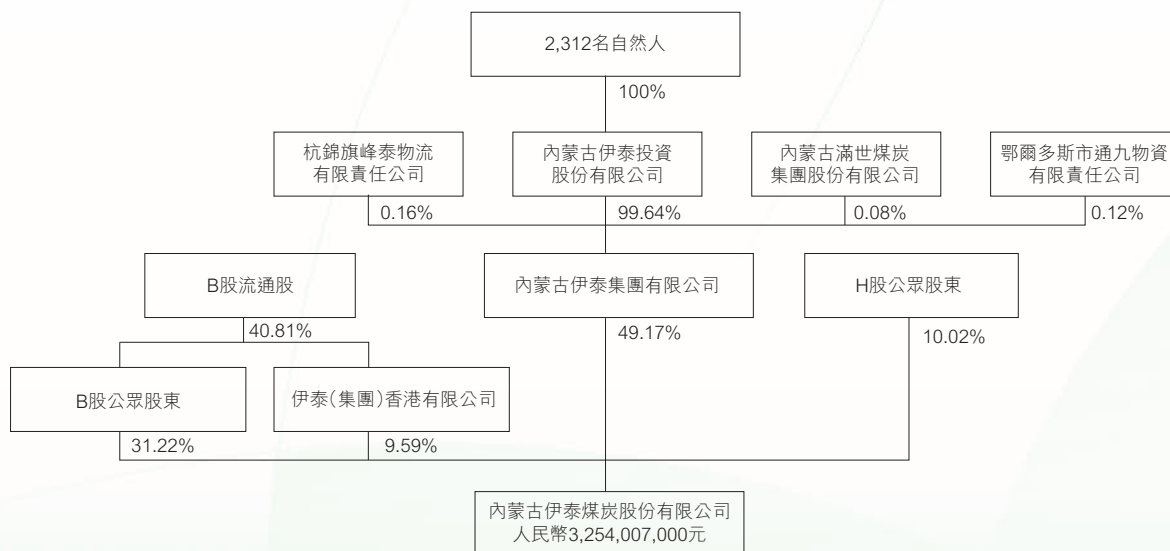 2,312名自然人
100%
杭錦旗峰泰物流
有限責任公司
內蒙古伊泰投資
股份有限公司
內蒙古滿世煤炭
集團股份有限公司
鄂爾多斯市通九物資
有限責任公司
0.16%
99.64%
0.08%
0.12%
B股流通股
內蒙古伊泰集團有限公司
H股公眾股東
40.81%
49.17%
10.02%
B股公眾股東
伊泰(集團)香港有限公司
31.22%
9.59%
內蒙古伊泰煤炭股份有限公司
人民幣3,254,007,000元